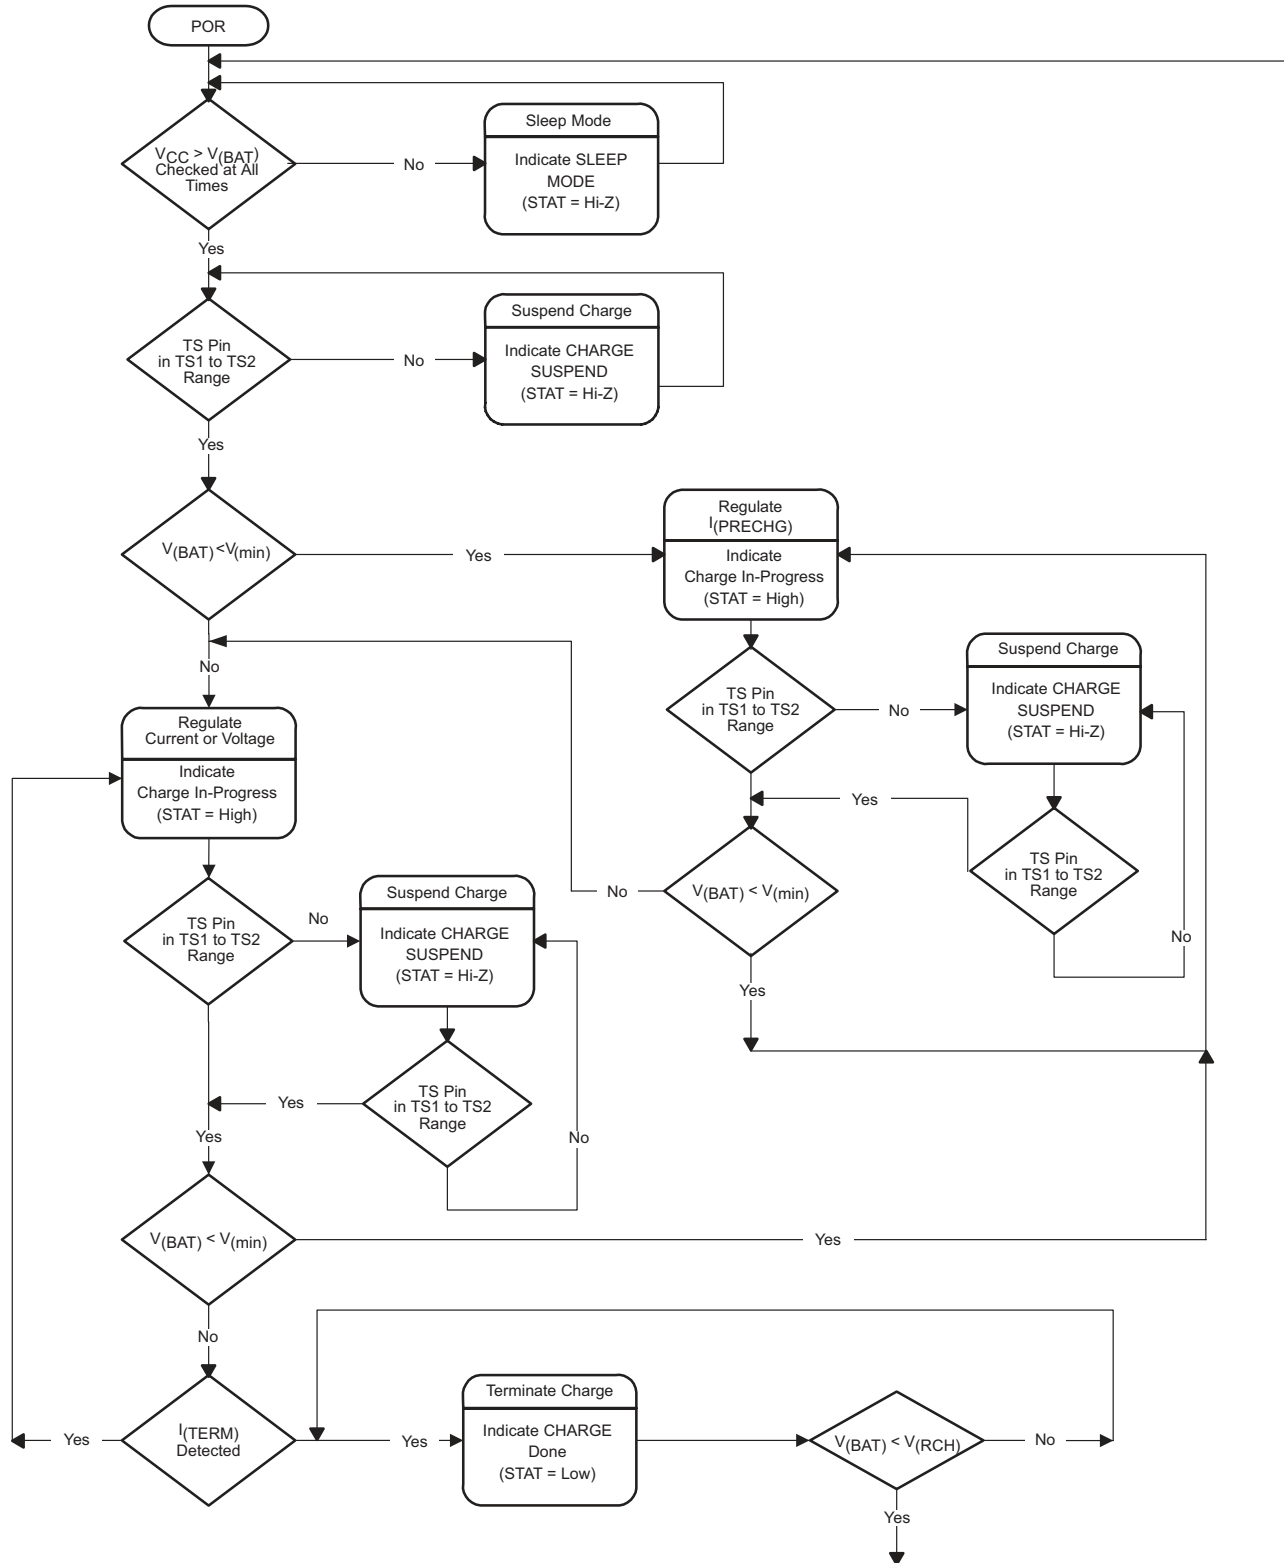 POR
VCC > V(BAT)
Checked at All
Times
No
Sleep Mode
Indicate SLEEP
MODE
(STAT = Hi-Z)
Yes
TS Pin
in TS1 to TS2
Range
No
Suspend Charge
Indicate CHARGE
SUSPEND
(STAT = Hi-Z)
Yes
V(BAT) <V(min)
Yes
Regulate
I(PRECHG)
Indicate
Charge In-Progress
(STAT = High)
No
TS Pin
in TS1 to TS2
Range
No
Suspend Charge
Indicate CHARGE
SUSPEND
(STAT = Hi-Z)
Regulate
Current or Voltage
Indicate
Charge In-Progress
(STAT = High)
Yes
TS Pin
in TS1 to TS2
Range
No
V(BAT) < V(min)
No
Yes
TS Pin
in TS1 to TS2
Range
No
Suspend Charge
Indicate CHARGE
SUSPEND
(STAT = Hi-Z)
TS Pin
in TS1 to TS2
Range
Yes
No
Yes
V(BAT) < V(min)
Yes
No
I(TERM)
Detected
Yes
Yes
Terminate Charge
Indicate CHARGE
Done
(STAT = Low)
V(BAT) < V(RCH)
No
Yes